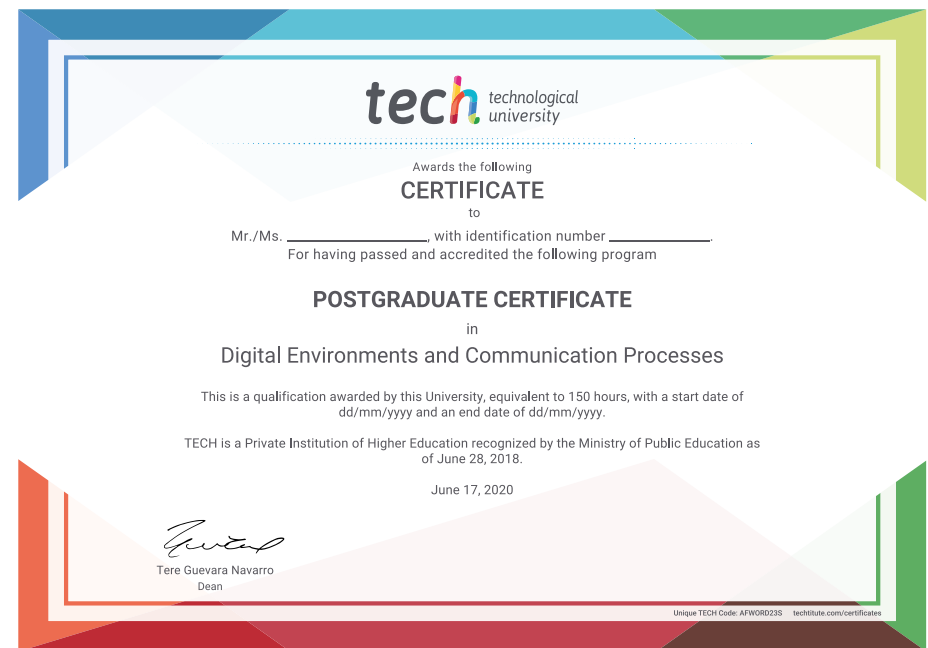 tech technological
university
Awards the following
CERTIFICATE
to
Mr./Ms. ____________________, with identification number ______________.
For having passed and accredited the following program
POSTGRADUATE CERTIFICATE
in
Digital Environments and Communication Processes
This is a qualification awarded by this University, equivalent to 150 hours, with a start date of
dd/mm/yyyy and an end date of dd/mm/yyyy.
TECH is a Private Institution of Higher Education recognized by the Ministry of Public Education as
of June 28, 2018.
June 17, 2020
Tere Guevara Navarro
Dean
Unique TECH Code: AFWORD23S techtitute.com/certificates